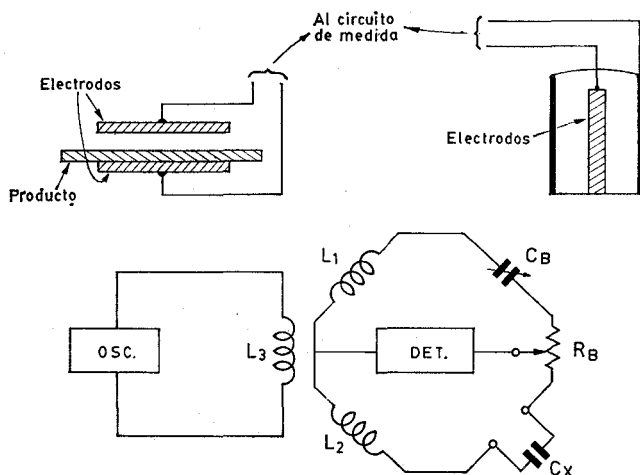 Al circuito
de medida
Electrodos
Producto
Electrodos
L1
CB
OSC.
L3
DET.
RB
L2
CX